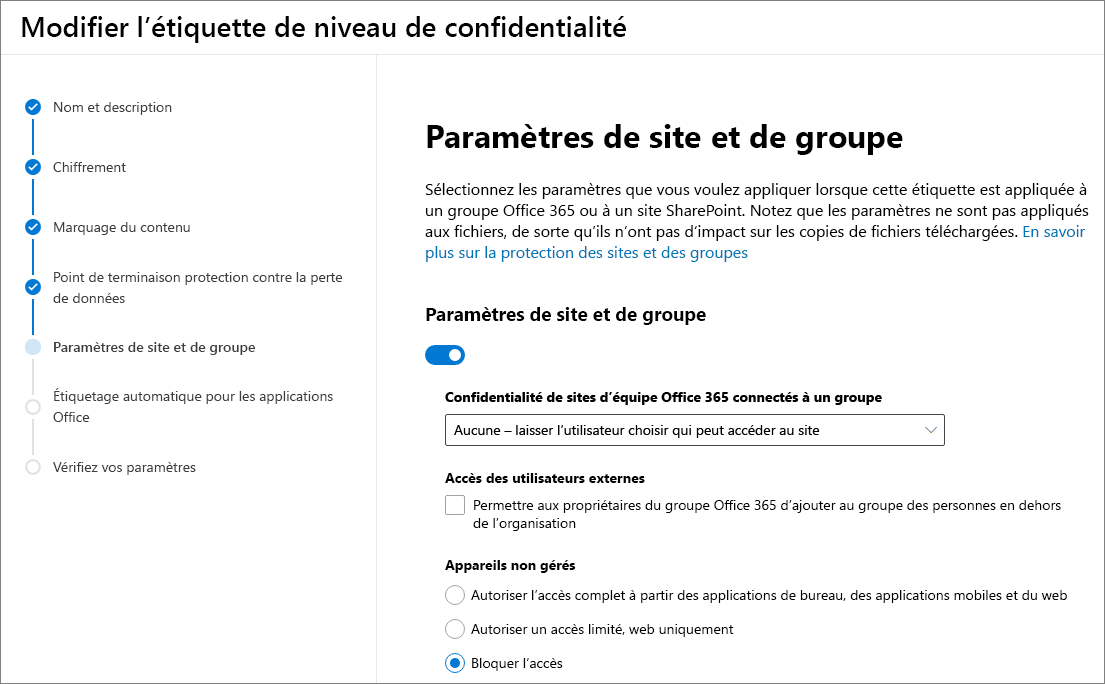 Modifier l’étiquette de niveau de confidentialité
Nom et description
Chiffrement
Marquage du contenu
Point de terminaison protection contre la perte
de données
Paramètres de site et de groupe
Étiquetage automatique pour les applications
Office
Vérifiez vos paramètres
Paramètres de site et de groupe
Sélectionnez les paramètres que vous voulez appliquer lorsque cette étiquette est appliquée à
un groupe Office 365 ou à un site SharePoint. Notez que les paramètres ne sont pas appliqués
aux fichiers, de sorte qu’ils n’ont pas d’impact sur les copies de fichiers téléchargées. En savoir
plus sur la protection des sites et des groupes
Paramètres de site et de groupe
Confidentialité de sites d’équipe Office 365 connectés à un groupe
Aucune – laisser l’utilisateur choisir qui peut accéder au site
Accès des utilisateurs externes
Permettre aux propriétaires du groupe Office 365 d’ajouter au groupe des personnes en dehors
de l’organisation
Appareils non gérés
Autoriser l’accès complet à partir des applications de bureau, des applications mobiles et du web
Autoriser un accès limité, web uniquement
Bloquer l’accès